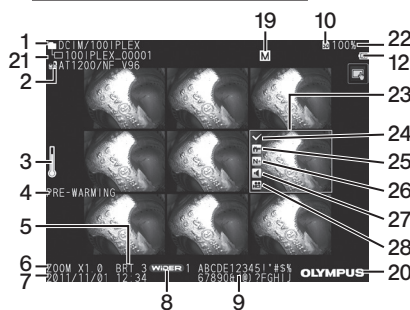 19 10
1 DCIM/100IPLEX 100% 22
21 100IPLEX_00001 M 12
2 AT1200/NF_V96
23
24
25
3 26
4 PRE-WARMING 27
5 28
6 ZOOM X1.0 BRT 3 WiDER 1 ABCDE12345!"#$% OLYMPUS 20
7 2011/11/01 12:34 67890&[@]?FGHIJ
8 9